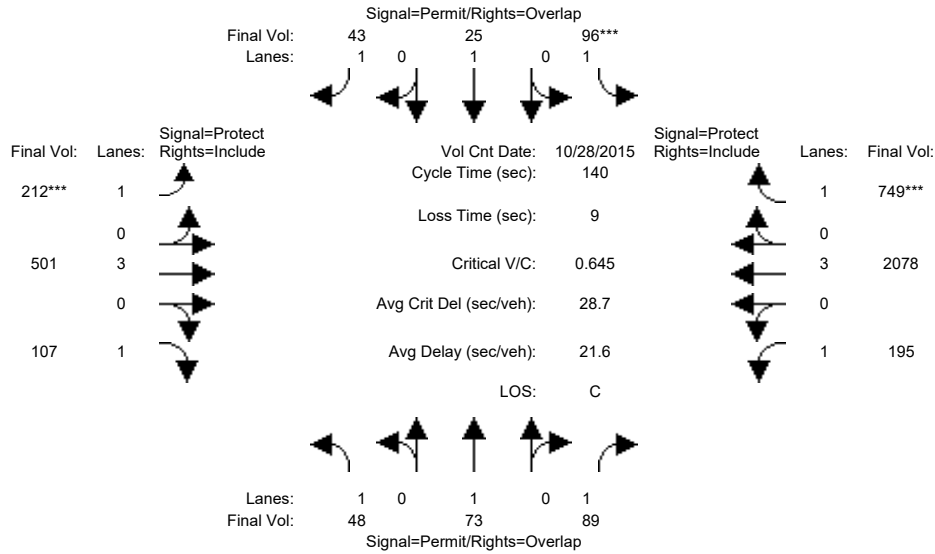 Signal=Permit/Rights=Overlap
Final Vol: 43 25 96***
Lanes: 1 0 1 0 1
Signal=Protect Signal=Protect
Final Vol: Lanes: Rights=Include Vol Cnt Date: 10/28/2015 Rights=Include Lanes: Final Vol:
Cycle Time (sec): 140
212*** 1 1 749***
Loss Time (sec): 9
0 0
501 3 Critical V/C: 0.645 3 2078
0 Avg Crit Del (sec/veh): 28.7 0
107 1 Avg Delay (sec/veh): 21.6 1 195
LOS: C
Lanes: 1 0 1 0 1
Final Vol: 48 73 89
Signal=Permit/Rights=Overlap